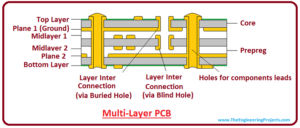 Top Layer
Plane 1 (Ground)
Midlayer 1
Midlayer 2
Plane 2
Bottom Layer
Core
Prepreg
Layer Inter
Connection
(via Buried Hole)
Layer Inter
Connection
(via Blind Hole)
Holes for components leads
Multi-Layer PCB
www.TheEngineeringProjects.com